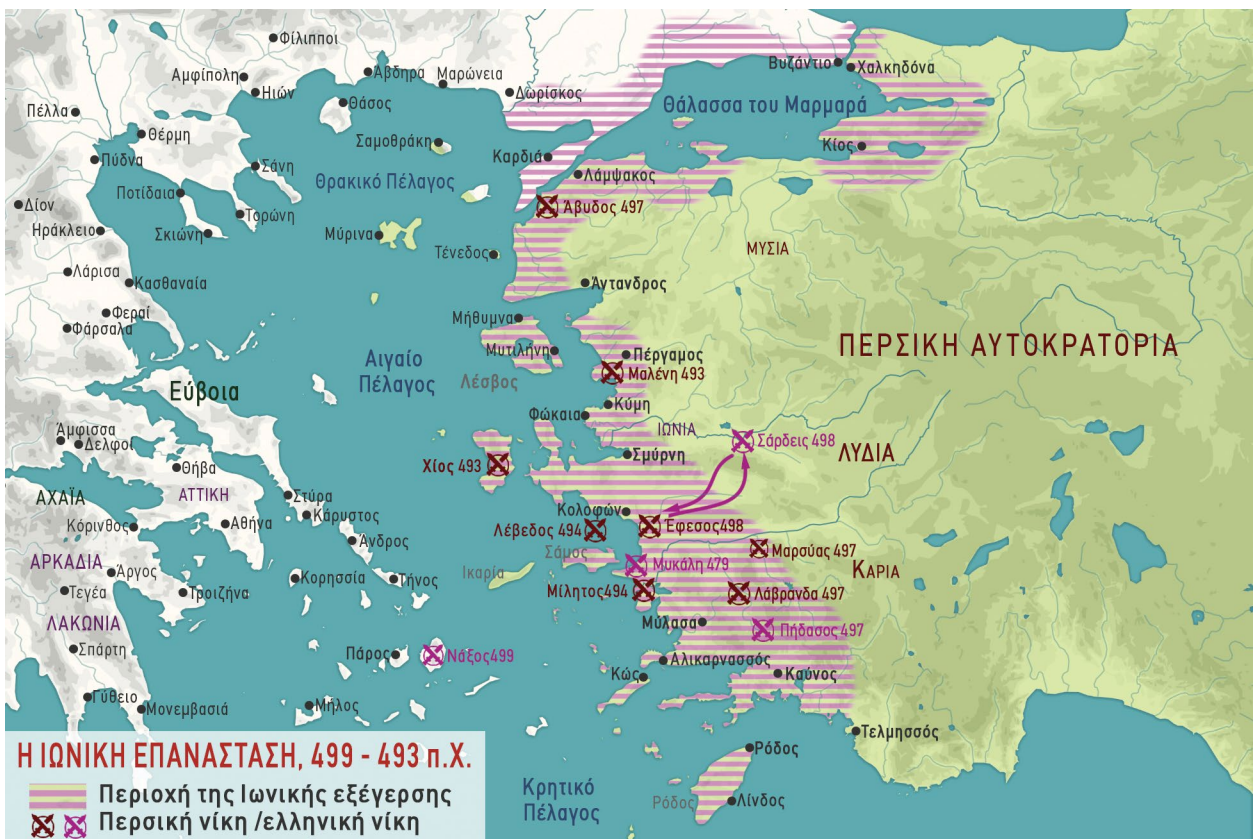 Φίλιπποι
Αμφίπολη
Ηιών
Άβδηρα
Μαρώνεια
Δωρίσκος
Βυζάντιο
Χαλκηδόνα
Πέλλα
Θέρμη
Θάσος
Θάλασσα του Μαρμαρά
Σαμοθράκη
Κίος
Πύδνα
Σάνη
Καρδιά
Λάμψακος
Ποτίδαια
Θρακικό Πέλαγος
Δίον
Τορώνη
Άβυδος 497
Ηράκλειο
Σκιώνη
Μύρινα
Τένεδος
ΜΥΣΙΑ
Λάρισα
Κασθαναία
Άντανδρος
Φεραί
Φάρσαλα
Μήθυμνα
ΠΕΡΣΙΚΗ ΑΥΤΟΚΡΑΤΟΡΙΑ
Αιγαίο
Πέλαγος
Μυτιλήνη
Πέργαμος
Μαλένη 493
Λέσβος
Εύβοια
Κύμη
Φώκαια
ΙΩΝΙΑ
Άμφισσα
Δελφοί
Σάρδεις 498
ΛΥΔΙΑ
Σμύρνη
Χίος 493
Θήβα
ΑΧΑΪΑ
ΑΤΤΙΚΗ
Στύρα
Κάρυστος
Κολοφών
Κόρινθος
Αθήνα
Λέβεδος 494
Έφεσος498
Άνδρος
Σάμος
Μαρσύας 497
ΑΡΚΑΔΙΑ
Άργος
Κορησσία
Τήνος
Ικαρία
Μυκάλη 479
ΚΑΡΙΑ
Τεγέα
Τροιζήνα
Μίλητος494
Λάβρανδα 497
ΛΑΚΩΝΙΑ
Μύλασα
Πήδασος 497
Σπάρτη
Πάρος
Νάξος499
Αλικαρνασσός
Κώς
Καύνος
Γύθειο
Μονεμβασιά
Μήλος
Τελμησσός
Ρόδος
Κρητικό
Πέλαγος
Ρόδος
Λίνδος
Η ΙΩΝΙΚΗ ΕΠΑΝΑΣΤΑΣΗ, 499 - 493 π.Χ.
Περιοχή της Ιωνικής εξέγερσης
Περσική νίκη /ελληνική νίκη